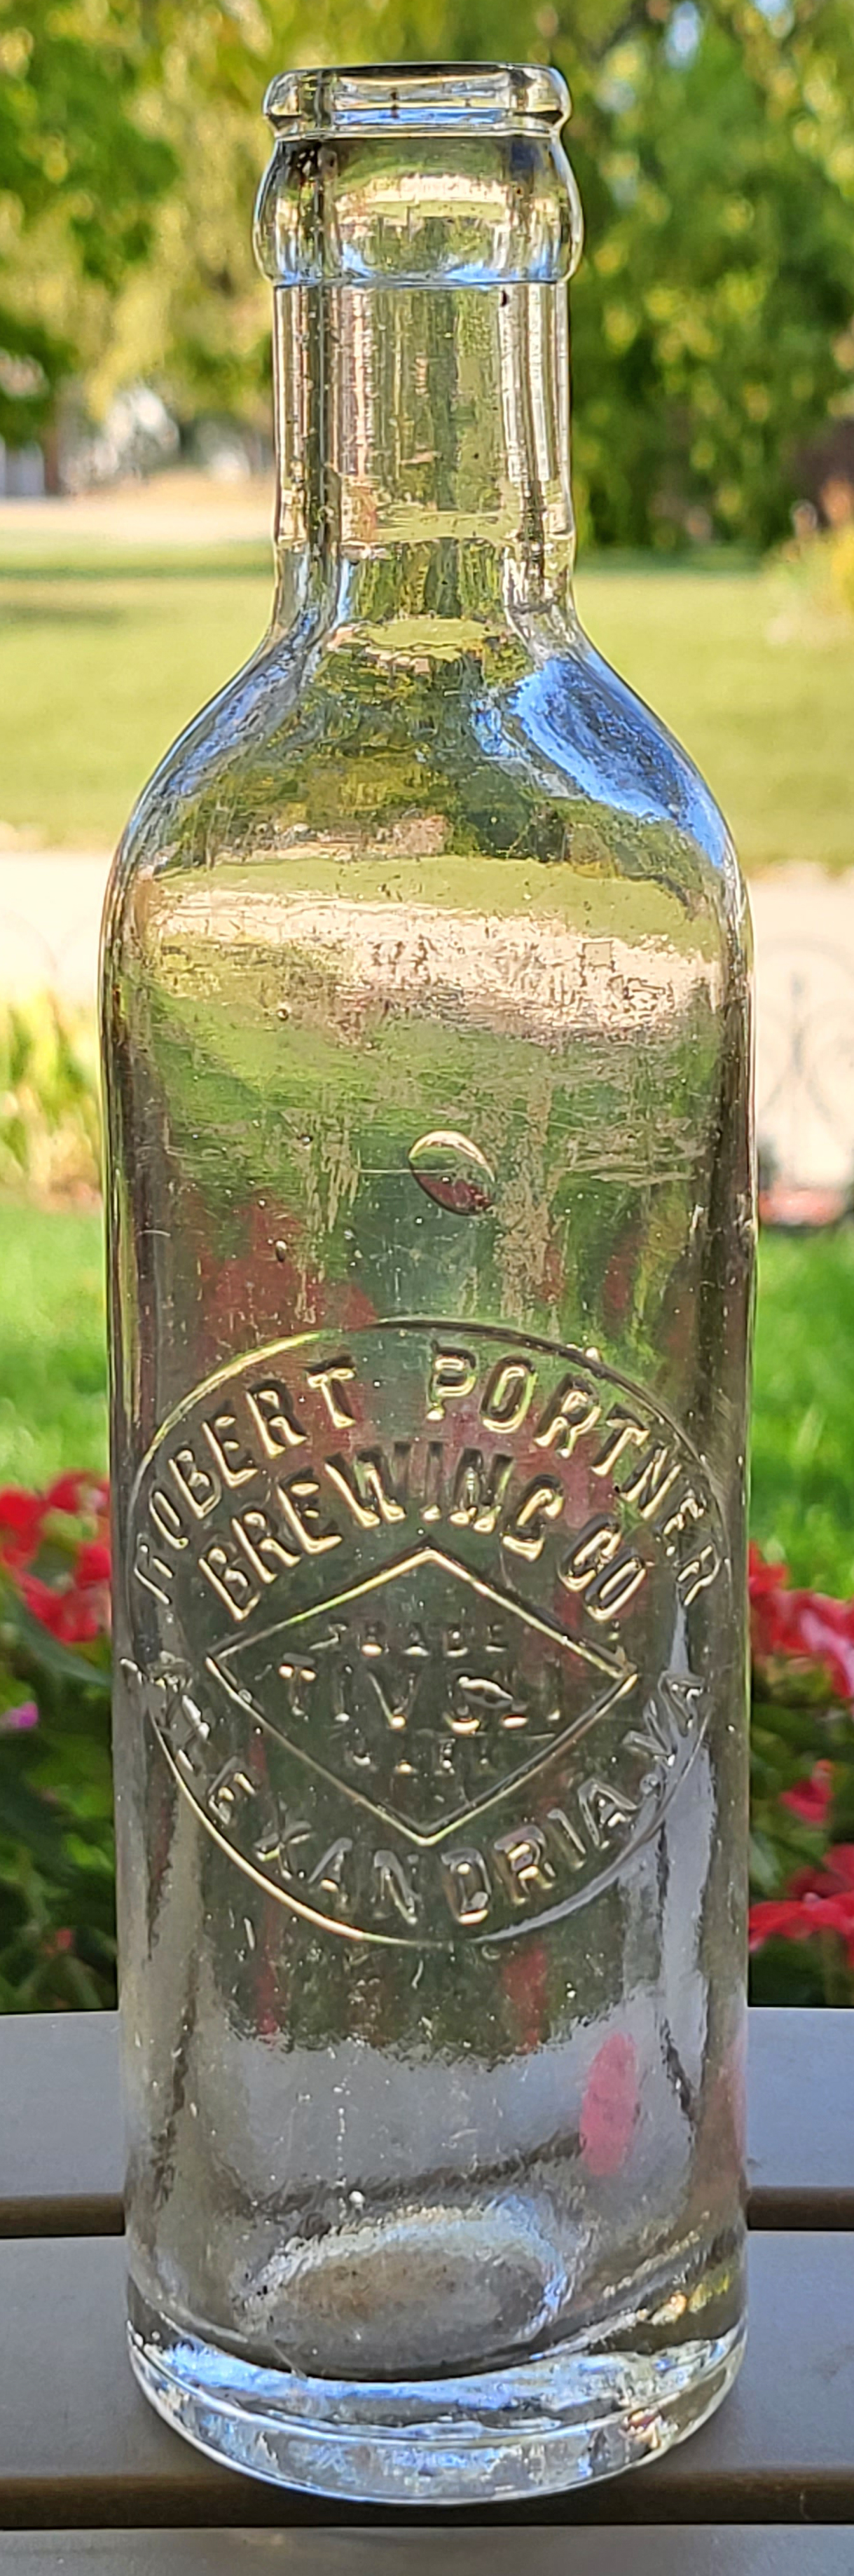 ROBERT PORTNER
BREWING CO
TRADE
TIVOLI
MARK
ALEXANDRIA. VA